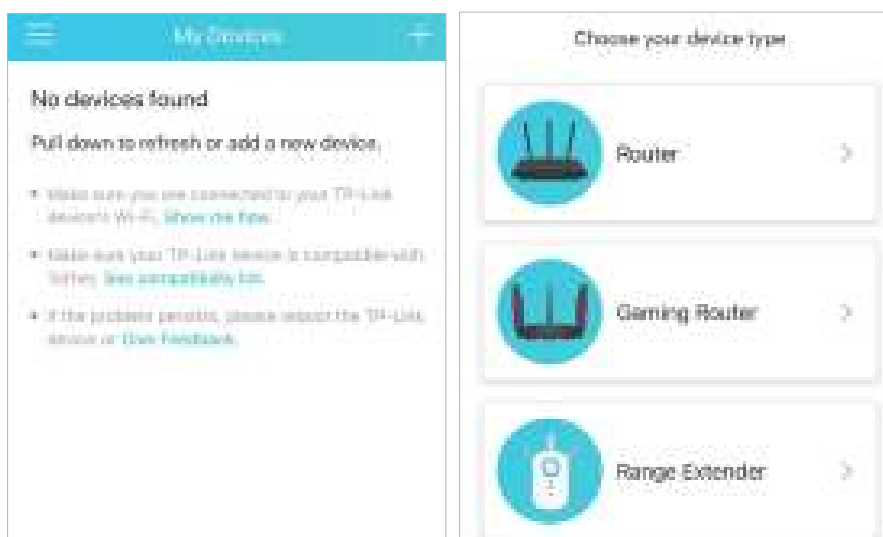 My Devices
No devices found
Pull down to refresh or add a new device.
• Make sure you are connected to your TP-Link
device's Wi-Fi. Show me how.
• Make sure your TP-Link device is compatible with
Tether. See compatibility list.
• If the problem persists, please reboot the TP-Link
device or Give Feedback.
Choose your device type
Router
Gaming Router
Range Extender